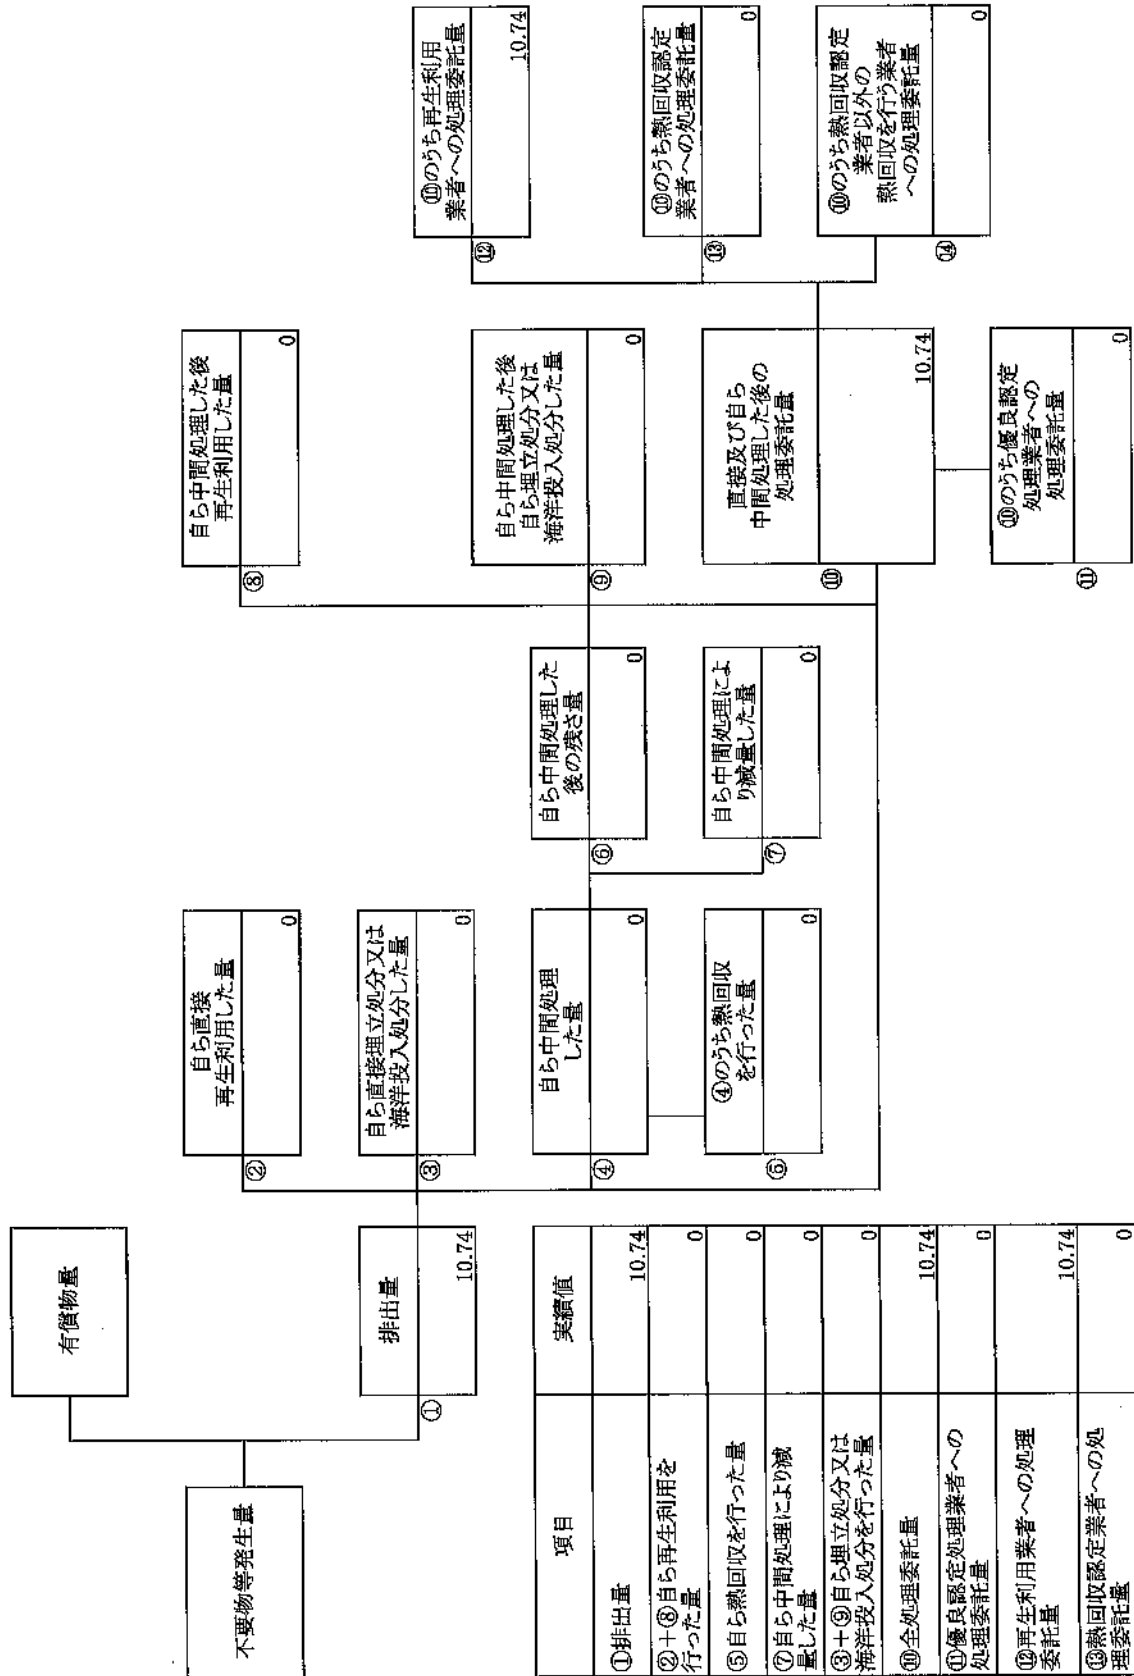 不要物等発生量
有償物量
①
排出量
10.74
②
自ら直接
再生利用した量
0
③
自ら直接埋立処分又は
海洋投入処分した量
0
④
自ら中間処理
した量
0
⑤
④のうち熱回収
を行った量
0
⑥
自ら中間処理した
後の残さ量
0
⑦
自ら中間処理によ
り減量した量
0
⑧
自ら中間処理した後
再生利用した量
0
⑨
自ら中間処理した後
自ら埋立処分又は
海洋投入処分した量
0
⑩
直接及び自ら
中間処理した後の
処理委託量
10.74
⑪
⑩のうち優良認定
処理業者への
処理委託量
0
⑫
⑩のうち再生利用
業者への処理委託量
10.74
⑬
⑩のうち熱回収認定
業者への処理委託量
0
⑭
⑩のうち熱回収認定
業者以外の
熱回収を行う業者
への処理委託量
0
項目 実績値
①排出量 10.74
②+⑧自ら再生利用を
行った量 0
⑤自ら熱回収を行った量 0
⑦自ら中間処理により減
量した量 0
③+⑨自ら埋立処分又は
海洋投入処分を行った量 0
⑩全処理委託量 10.74
⑪優良認定処理業者への
処理委託量 0
⑫再生利用業者への処理
委託量 10.74
⑬熱回収認定業者への処
理委託量 0